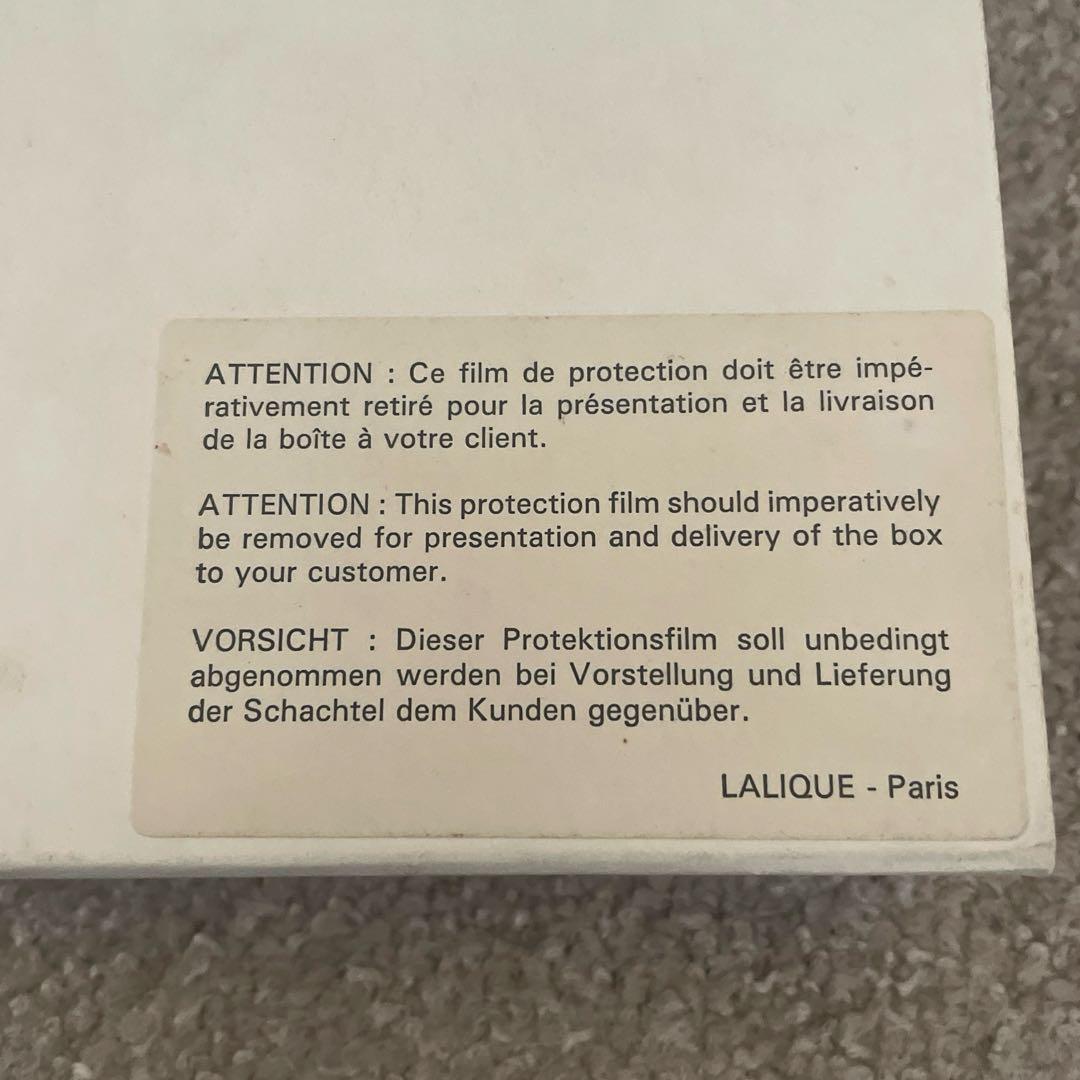 ATTENTION : Ce film de protection doit être impé-
rativement retiré pour la présentation et la livraison
de la boîte à votre client.
ATTENTION : This protection film should imperatively
be removed for presentation and delivery of the box
to your customer.
VORSICHT : Dieser Protektionsfilm soll unbedingt
abgenommen werden bei Vorstellung und Lieferung
der Schachtel dem Kunden gegenüber.
LALIQUE - Paris